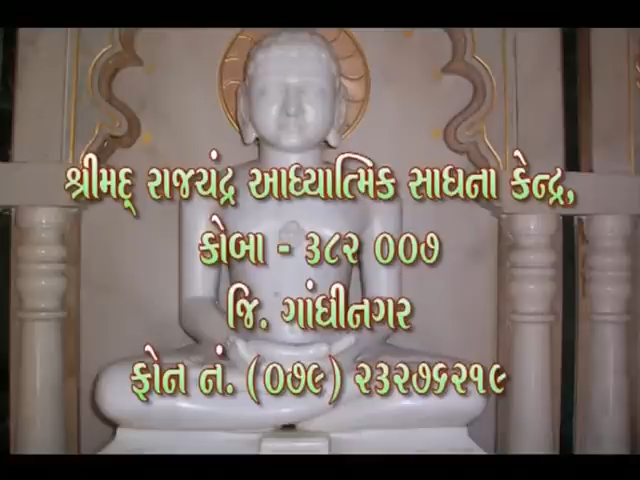 શ્રીમદ્ રાજચંદ્ર આધ્યાત્મિક સાધના કેન્દ્ર,
કોબા - ૩૮૨ ૦૦૭
જિ. ગાંધીનગર
ફોન નં. (૦૭૯) ૨૩૨૭૬૨૧૯